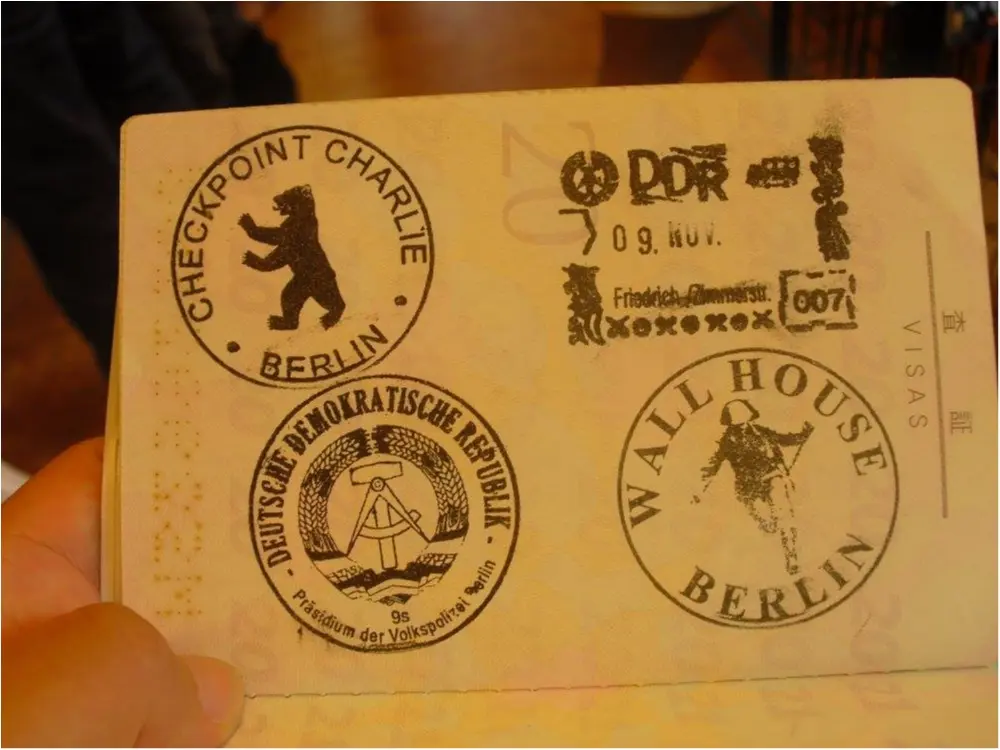 CHECKPOINT CHARLIE
BERLIN
DDR
09. NOV.
Friedrich-/Zimmerstr.
007
査証
VISAS
DEUTSCHE DEMOKRATISCHE REPUBLIK
9s
Präsidium der Volkspolizei Berlin
WALL HOUSE
BERLIN
20